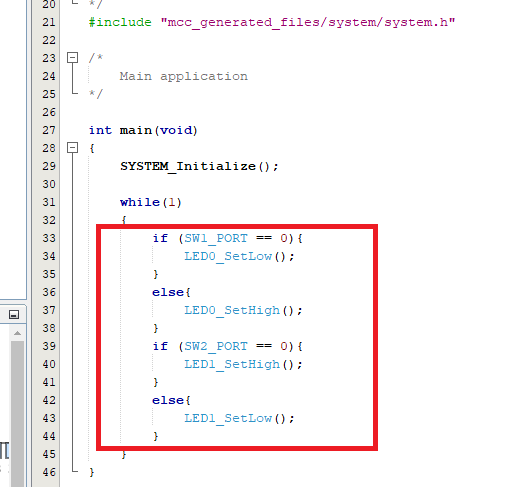 20 */
21 #include "mcc_generated_files/system/system.h"
22
23 /*
24 Main application
25 */
26
27 int main(void)
28 {
29 SYSTEM_Initialize();
30
31 while(1)
32 {
33 if (SW1_PORT == 0){
34 LED0_SetLow();
35 }
36 else{
37 LED0_SetHigh();
38 }
39 if (SW2_PORT == 0){
40 LED1_SetHigh();
41 }
42 else{
43 LED1_SetLow();
44 }
45 }
46 }